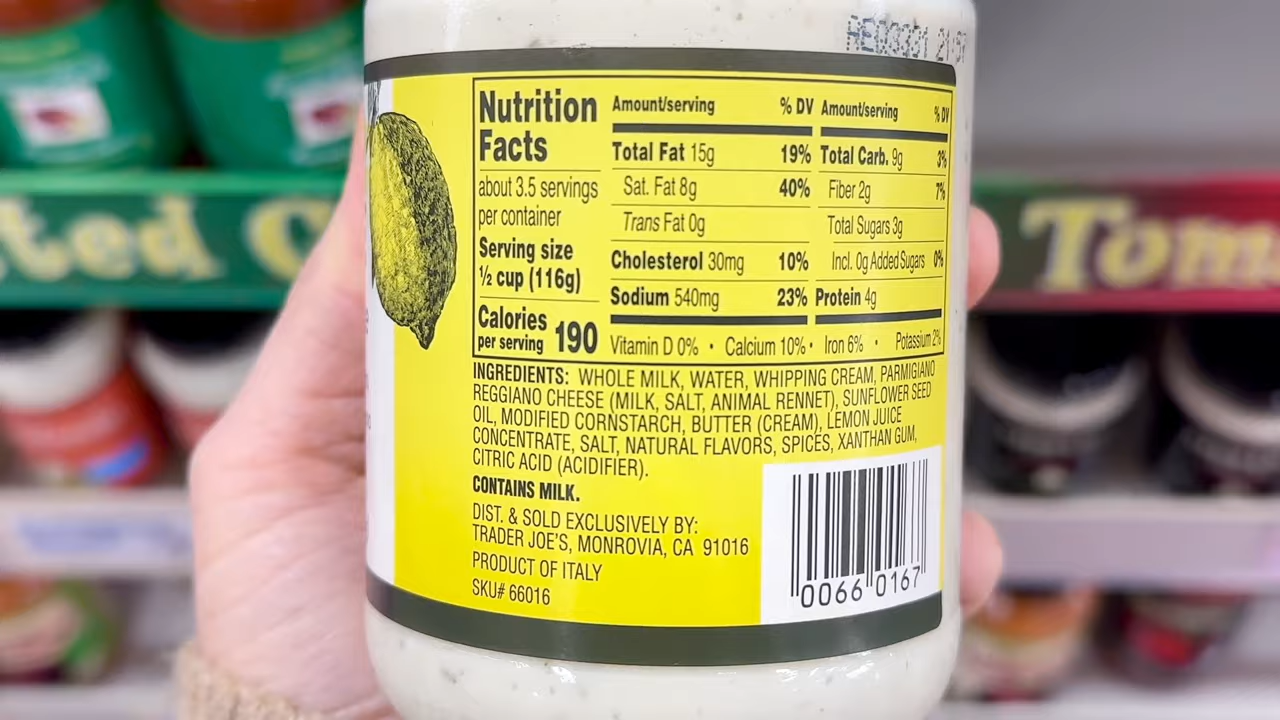 ted C
Tom
Nutrition
Facts
about 3.5 servings
per container
Serving size
½ cup (116g)
Calories
per serving 190
Amount/serving % DV
Total Fat 15g 19%
Sat. Fat 8g 40%
Trans Fat 0g
Cholesterol 30mg 10%
Sodium 540mg 23%
Amount/serving % DV
Total Carb. 9g 3%
Fiber 2g 7%
Total Sugars 3g
Incl. 0g Added Sugars 0%
Protein 4g
Vitamin D 0% • Calcium 10% • Iron 6% • Potassium 2%
INGREDIENTS: WHOLE MILK, WATER, WHIPPING CREAM, PARMIGIANO
REGGIANO CHEESE (MILK, SALT, ANIMAL RENNET), SUNFLOWER SEED
OIL, MODIFIED CORNSTARCH, BUTTER (CREAM), LEMON JUICE
CONCENTRATE, SALT, NATURAL FLAVORS, SPICES, XANTHAN GUM,
CITRIC ACID (ACIDIFIER).
CONTAINS MILK.
DIST. & SOLD EXCLUSIVELY BY:
TRADER JOE'S, MONROVIA, CA 91016
PRODUCT OF ITALY
SKU# 66016
0066 0167